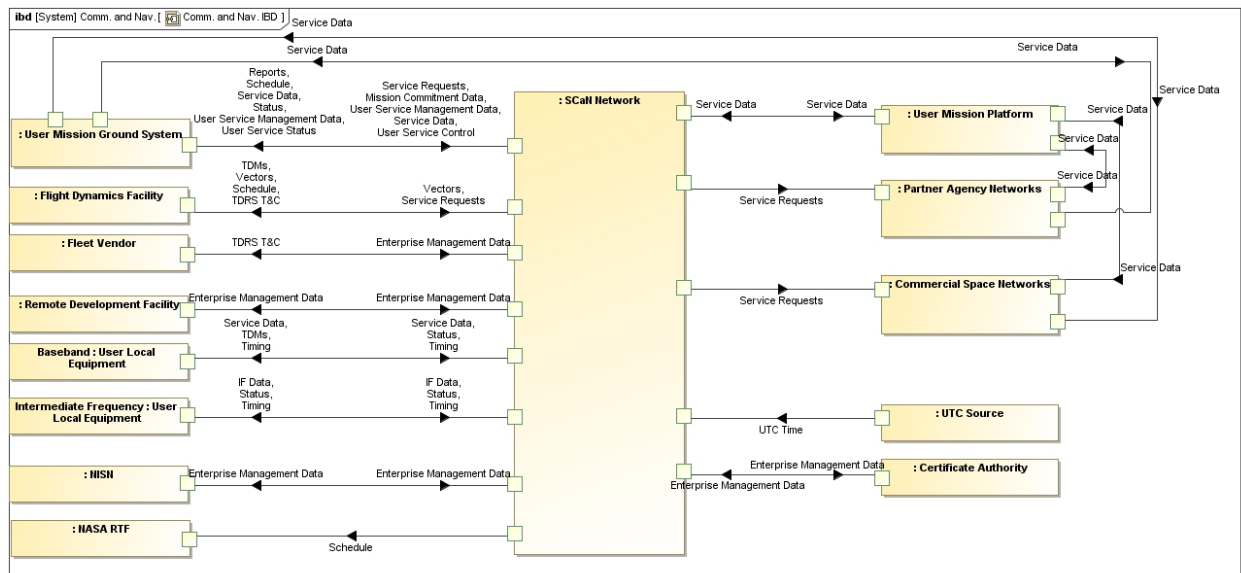 ibd [System] Comm. and Nav. [ Comm. and Nav. IBD ]
Service Data
Service Data
Service Data
Service Data
Reports,
Schedule,
Service Data,
Status,
User Service Management Data,
User Service Status
Service Requests,
Mission Commitment Data,
User Service Management Data,
Service Data,
User Service Control
: User Mission Ground System
: SCaN Network
Service Data
Service Data
: User Mission Platform
Service Data
Service Data
TDMs,
Vectors,
Schedule,
TDRS T&C
Vectors,
Service Requests
: Flight Dynamics Facility
Service Requests
: Partner Agency Networks
Service Data
: Fleet Vendor
TDRS T&C
Enterprise Management Data
Service Data
: Remote Development Facility
Enterprise Management Data
Enterprise Management Data
Service Requests
: Commercial Space Networks
Service Data,
TDMs,
Timing
Service Data,
Status,
Timing
Baseband : User Local
Equipment
IF Data,
Status,
Timing
IF Data,
Status,
Timing
Intermediate Frequency : User
Local Equipment
UTC Time
: UTC Source
: NISN
Enterprise Management Data
Enterprise Management Data
Enterprise Management Data
Enterprise Management Data
: Certificate Authority
: NASA RTF
Schedule